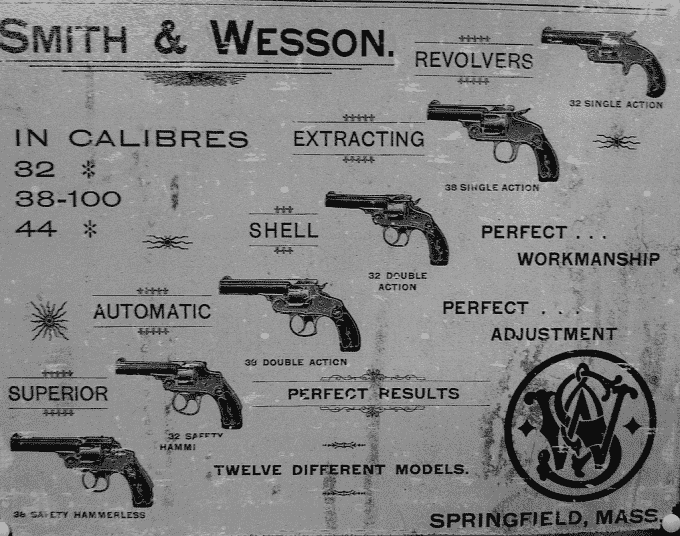 SMITH & WESSON.
REVOLVERS
32 SINGLE ACTION
IN CALIBRES
32 *
38-100
44 *
EXTRACTING
38 SINGLE ACTION
SHELL
32 DOUBLE
ACTION
PERFECT . . .
WORKMANSHIP
AUTOMATIC
38 DOUBLE ACTION
PERFECT . . .
ADJUSTMENT
SUPERIOR
32 SAFETY
HAMM
PERFECT RESULTS
TWELVE DIFFERENT MODELS.
SW
38 SAFETY HAMMERLESS
SPRINGFIELD, MASS.